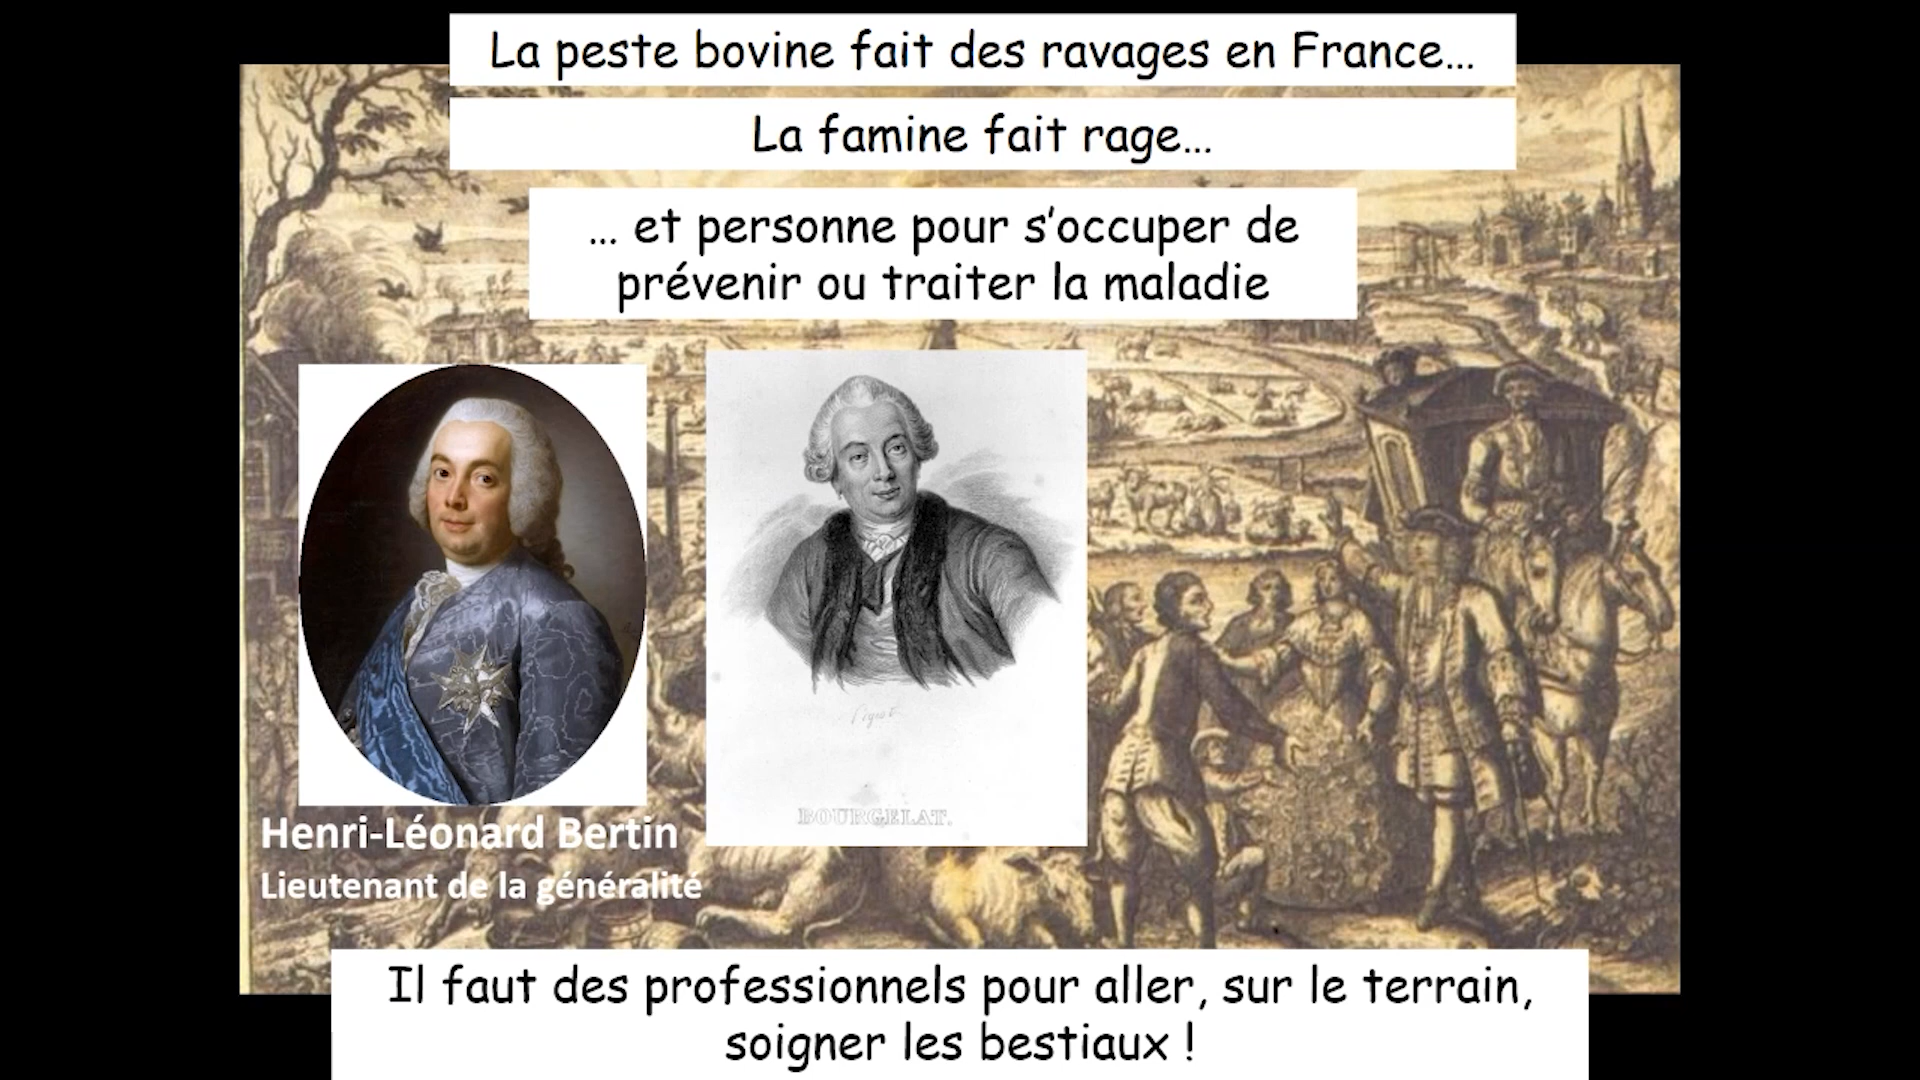 La peste bovine fait des ravages en France...
La famine fait rage...
... et personne pour s'occuper de
prévenir ou traiter la maladie
BOURGELAT.
Henri-Léonard Bertin
Lieutenant de la généralité
Il faut des professionnels pour aller, sur le terrain,
soigner les bestiaux !